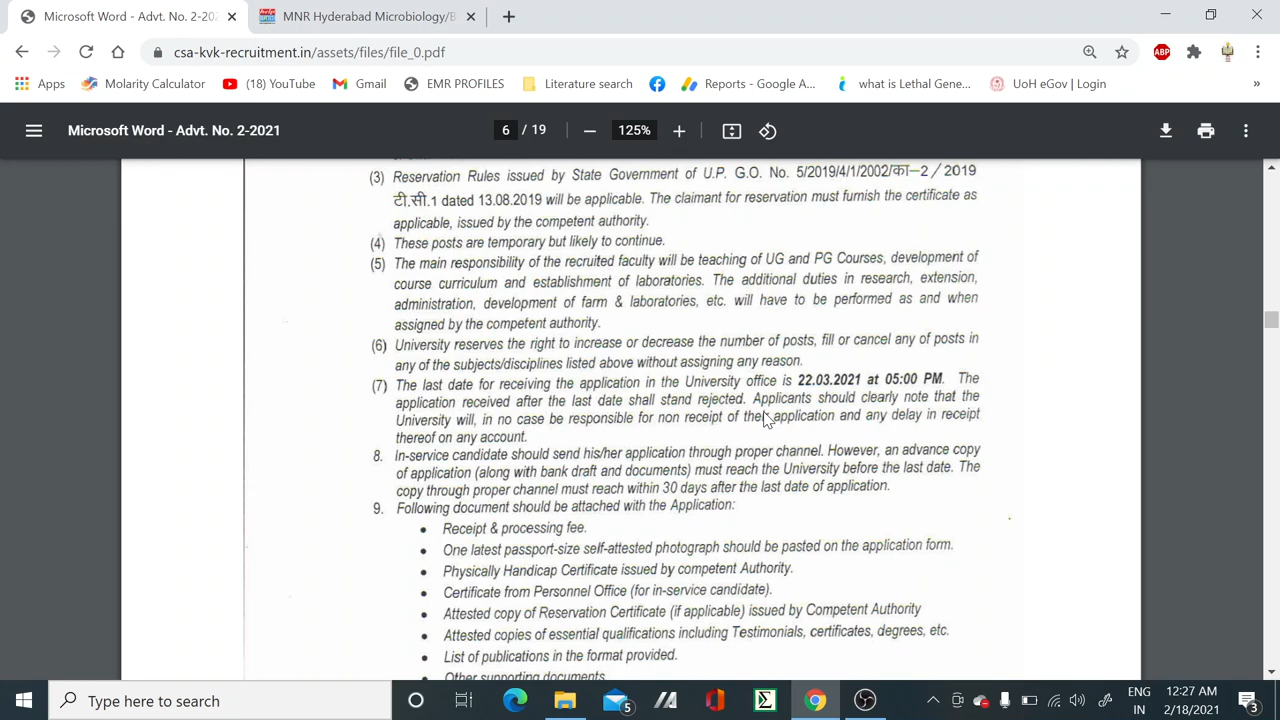 Microsoft Word - Advt. No. 2-202
MNR Hyderabad Microbiology/B
csa-kvk-recruitment.in/assets/files/file_0.pdf
ABP
Apps
Molarity Calculator
(18) YouTube
Gmail
EMR PROFILES
Literature search
Reports - Google A...
what is Lethal Gene...
UoH eGov | Login
»
Microsoft Word - Advt. No. 2-2021
6 / 19
125%
(3) Reservation Rules issued by State Government of U.P. G.O. No. 5/2019/4/1/2002/का-2/2019
टी.सी.1 dated 13.08.2019 will be applicable. The claimant for reservation must furnish the certificate as
applicable, issued by the competent authority.
(4) These posts are temporary but likely to continue.
(5) The main responsibility of the recruited faculty will be teaching of UG and PG Courses, development of
course curriculum and establishment of laboratories. The additional duties in research, extension,
administration, development of farm & laboratories, etc. will have to be performed as and when
assigned by the competent authority.
(6) University reserves the right to increase or decrease the number of posts, fill or cancel any of posts in
any of the subjects/disciplines listed above without assigning any reason.
(7) The last date for receiving the application in the University office is 22.03.2021 at 05:00 PM. The
application received after the last date shall stand rejected. Applicants should clearly note that the
University will, in no case be responsible for non receipt of their application and any delay in receipt
thereof on any account.
8. In-service candidate should send his/her application through proper channel. However, an advance copy
of application (along with bank draft and documents) must reach the University before the last date. The
copy through proper channel must reach within 30 days after the last date of application.
9. Following document should be attached with the Application:
• Receipt & processing fee.
• One latest passport-size self-attested photograph should be pasted on the application form.
• Physically Handicap Certificate issued by competent Authority.
• Certificate from Personnel Office (for in-service candidate).
• Attested copy of Reservation Certificate (if applicable) issued by Competent Authority
• Attested copies of essential qualifications including Testimonials, certificates, degrees, etc.
• List of publications in the format provided.
• Other supporting documents
Type here to search
5
ENG
IN
12:27 AM
2/18/2021
3